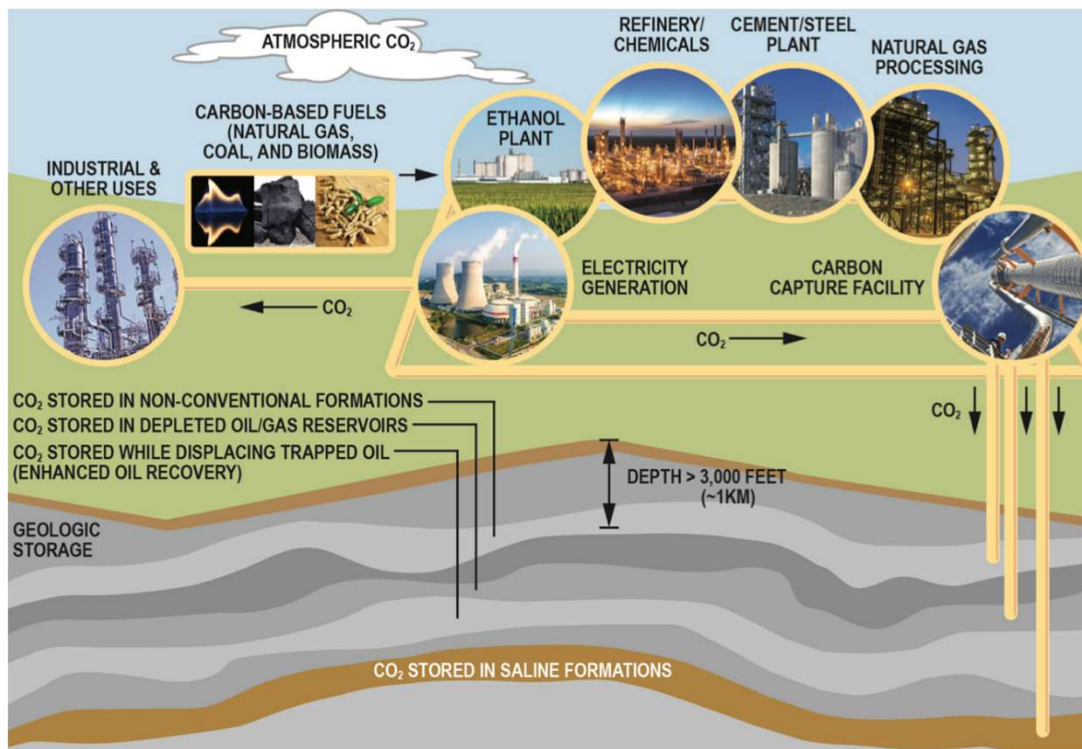 ATMOSPHERIC CO₂
REFINERY/
CHEMICALS
CEMENT/STEEL
PLANT
NATURAL GAS
PROCESSING
CARBON-BASED FUELS
(NATURAL GAS,
COAL, AND BIOMASS)
ETHANOL
PLANT
INDUSTRIAL &
OTHER USES
ELECTRICITY
GENERATION
CARBON
CAPTURE FACILITY
CO₂
CO₂
CO₂ STORED IN NON-CONVENTIONAL FORMATIONS
CO₂ STORED IN DEPLETED OIL/GAS RESERVOIRS
CO₂ STORED WHILE DISPLACING TRAPPED OIL
(ENHANCED OIL RECOVERY)
CO₂
DEPTH > 3,000 FEET
(~1KM)
GEOLOGIC
STORAGE
CO₂ STORED IN SALINE FORMATIONS